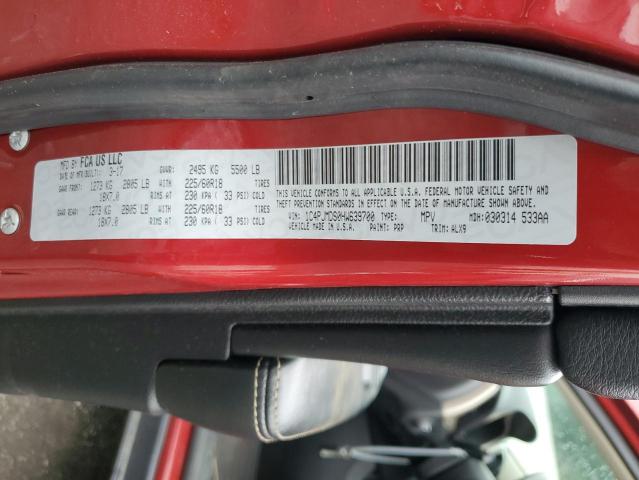 MFD BY FCA US LLC
DATE OF MFR(BUILT): 3-17 GVWR: 2495 KG 5500 LB
GAWR FRONT: 1273 KG 2805 LB WITH 225/60R18 TIRES
18X7.0 RIMS AT 230 KPA ( 33 PSI) COLD
GAWR REAR: 1273 KG 2805 LB WITH 225/60R18 TIRES
18X7.0 RIMS AT 230 KPA ( 33 PSI) COLD
THIS VEHICLE CONFORMS TO ALL APPLICABLE U.S.A. FEDERAL MOTOR VEHICLE SAFETY AND
THEFT PREVENTION STANDARDS IN EFFECT ON THE DATE OF MANUFACTURE SHOWN ABOVE.
VIN: 1C4PJMDS0HW639700 TYPE: MPV MDH: 030314 533AA
VEHICLE MADE IN U.S.A. PAINT: PRP TRIM: ALX9